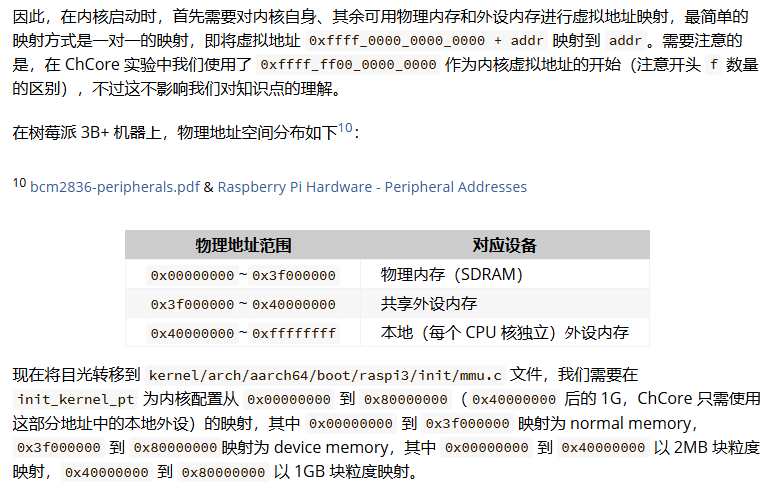 因此，在内核启动时，首先需要对内核自身、其余可用物理内存和外设内存进行虚拟地址映射，最简单的
映射方式是一对一的映射，即将虚拟地址 0xffff_0000_0000_0000 + addr 映射到 addr。需要注意的
是，在 ChCore 实验中我们使用了 0xffff_ff00_0000_0000 作为内核虚拟地址的开始（注意开头 f 数量
的区别），不过这不影响我们对知识点的理解。
在树莓派 3B+ 机器上，物理地址空间分布如下10：
10 bcm2836-peripherals.pdf & Raspberry Pi Hardware - Peripheral Addresses
物理地址范围 对应设备
0x00000000 ~ 0x3f000000 物理内存（SDRAM）
0x3f000000 ~ 0x40000000 共享外设内存
0x40000000 ~ 0xffffffff 本地（每个 CPU 核独立）外设内存
现在将目光转移到 kernel/arch/aarch64/boot/raspi3/init/mmu.c 文件，我们需要在
init_kernel_pt 为内核配置从 0x00000000 到 0x80000000（0x40000000 后的 1G，ChCore 只需使用
这部分地址中的本地外设）的映射，其中 0x00000000 到 0x3f000000 映射为 normal memory，
0x3f000000 到 0x80000000映射为 device memory，其中 0x00000000 到 0x40000000 以 2MB 块粒度
映射，0x40000000 到 0x80000000 以 1GB 块粒度映射。